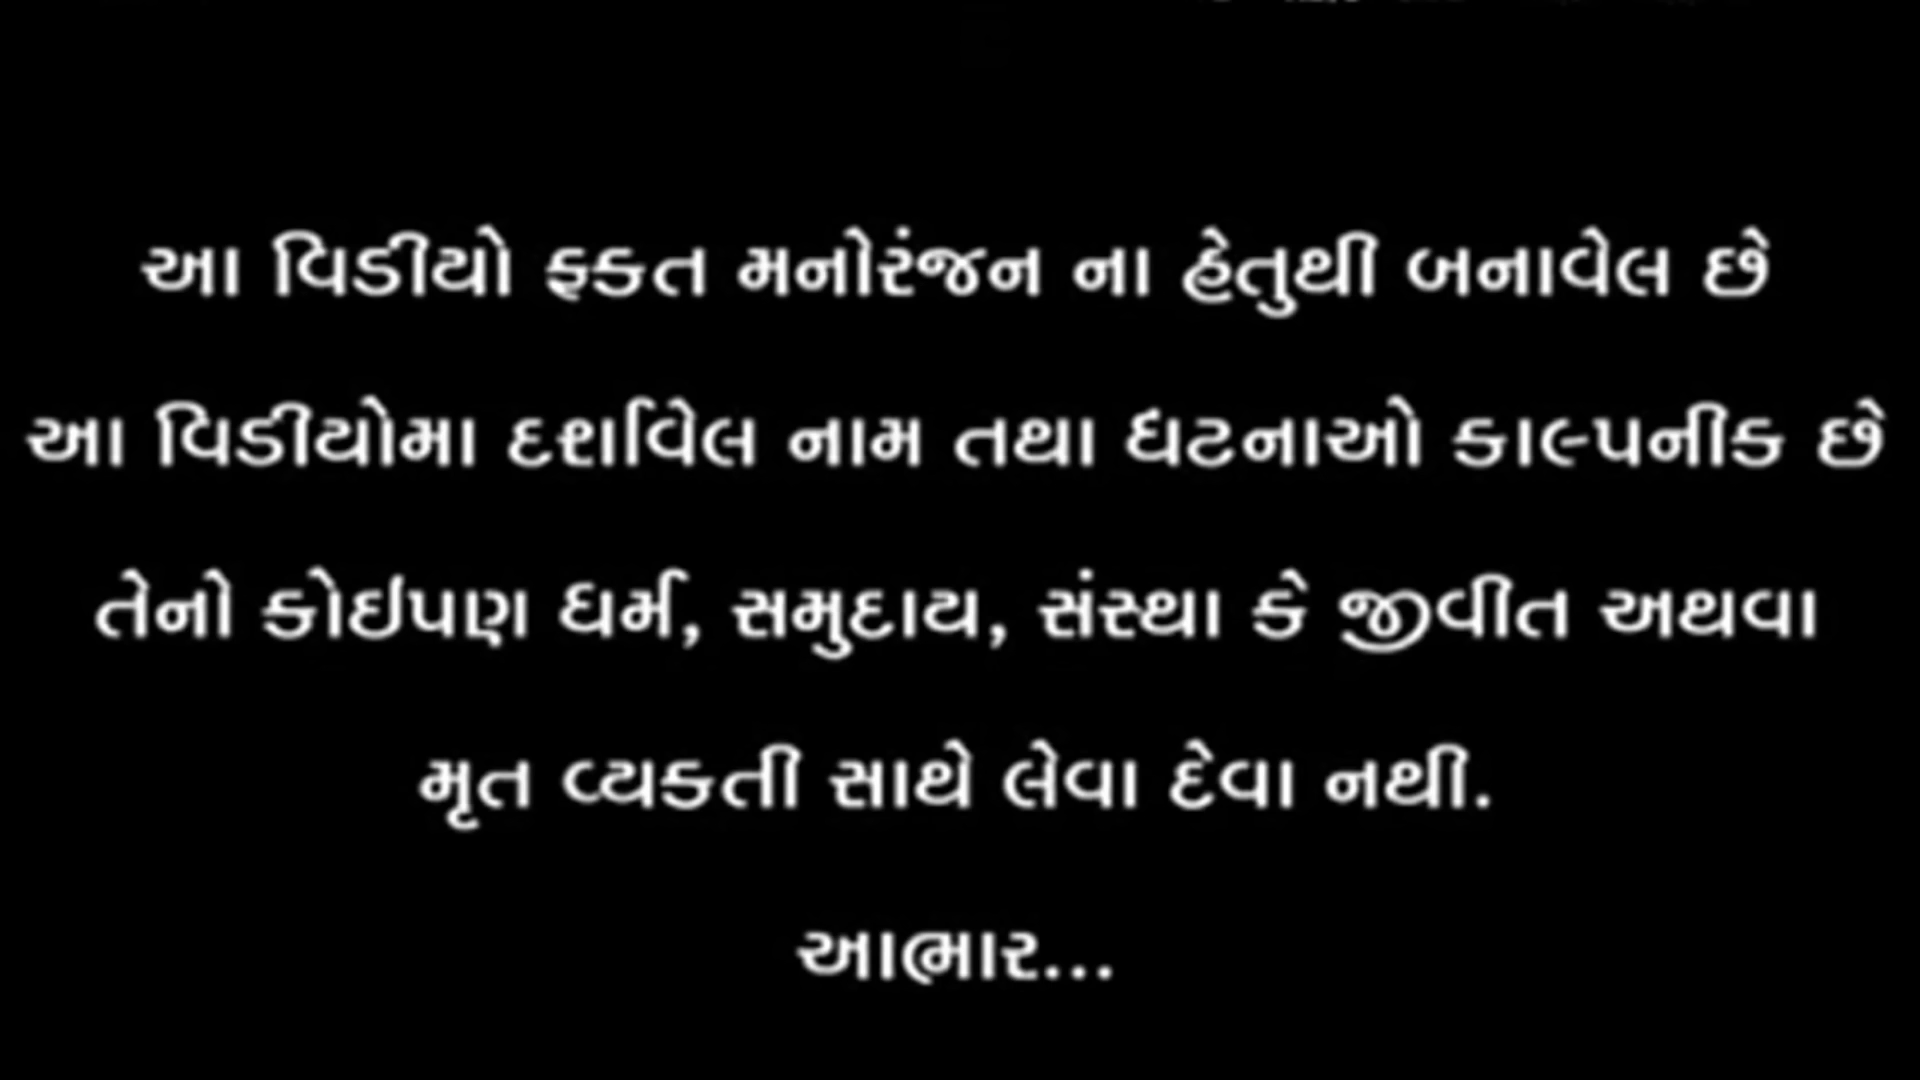 આ વિડીયો ફકત મનોરંજન ના હેતુથી બનાવેલ છે
આ વિડીયોમા દર્શાવેલ નામ તથા ઘટનાઓ કાલ્પનીક છે
તેનો કોઇપણ ધર્મ, સમુદાય, સંસ્થા કે જીવીત અથવા
મૃત વ્યકતી સાથે લેવા દેવા નથી.
આભાર...